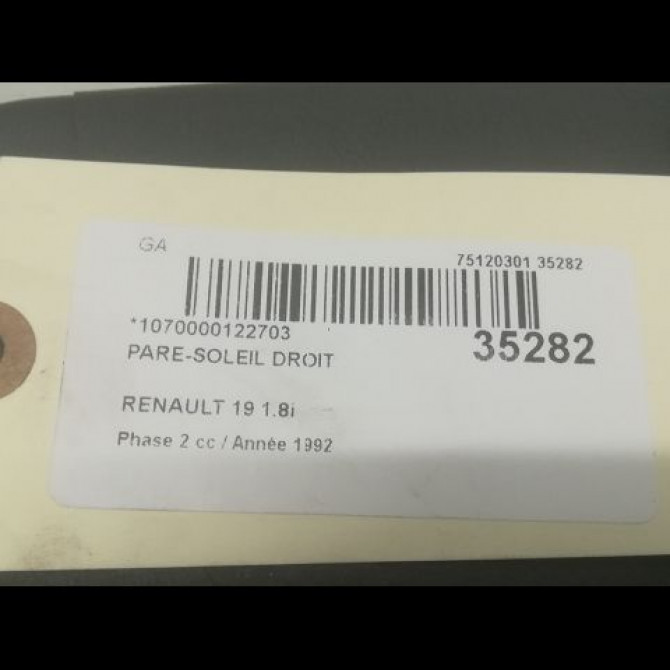 GA
75120301 35282
*1070000122703
35282
PARE-SOLEIL DROIT
RENAULT 19 1.8i
Phase 2 cc / Année 1992